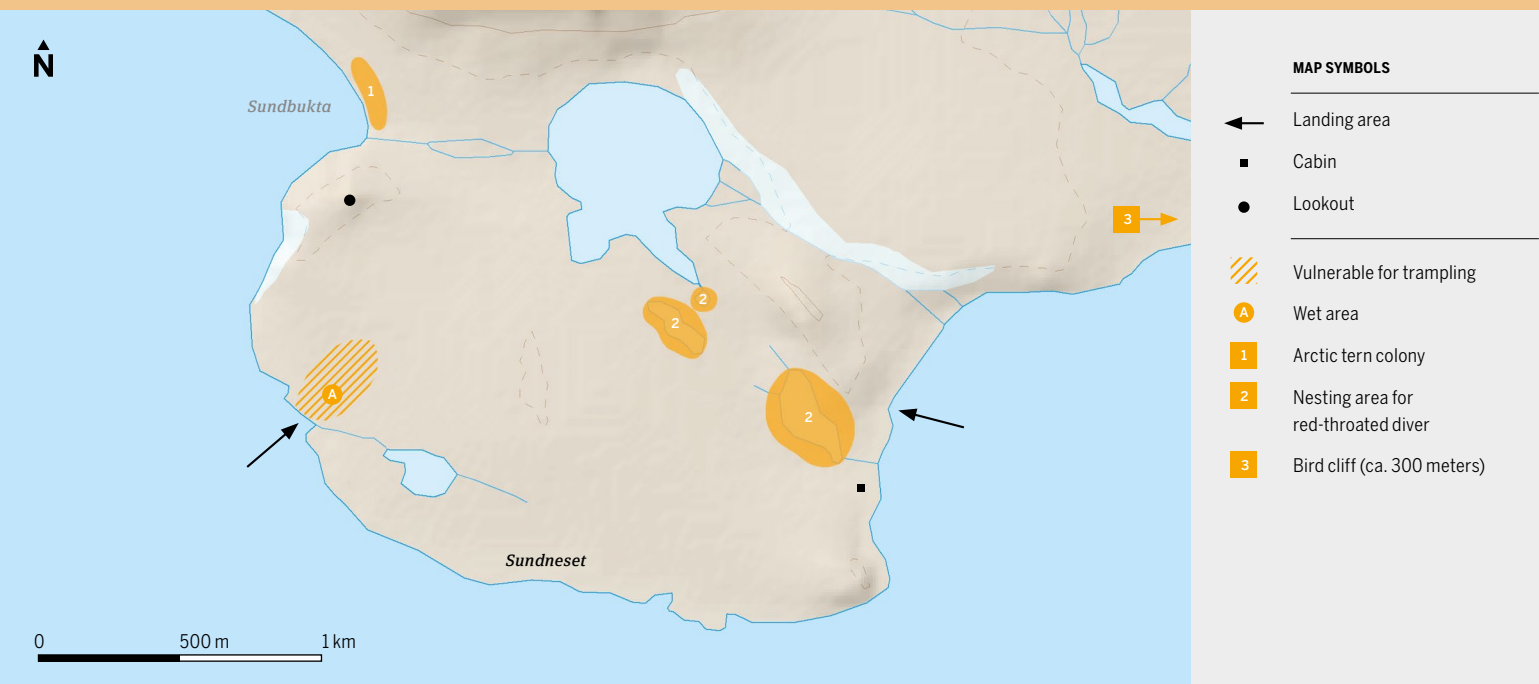 N
Sundbukta
1
3
2
2
A
2
Sundneset
0 500 m 1 km
MAP SYMBOLS
Landing area
Cabin
Lookout
Vulnerable for trampling
A Wet area
1 Arctic tern colony
2 Nesting area for
red-throated diver
3 Bird cliff (ca. 300 meters)